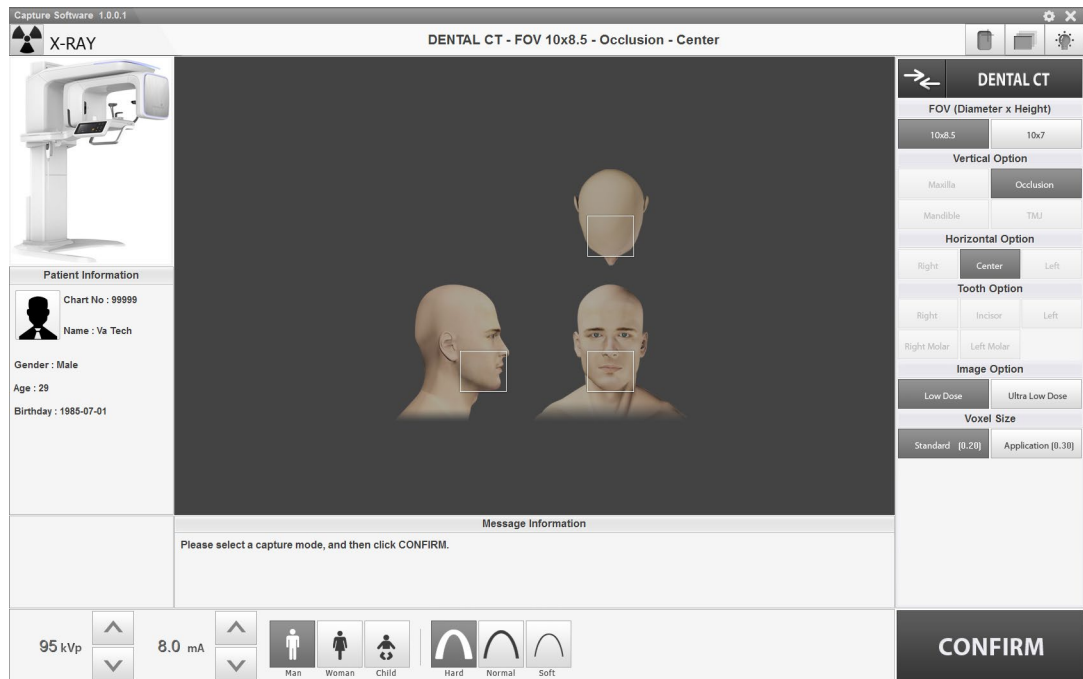 Capture Software 1.0.0.1
X-RAY
DENTAL CT - FOV 10x8.5 - Occlusion - Center
DENTAL CT
FOV (Diameter x Height)
10x8.5 10x7
Vertical Option
Maxilla Occlusion
Mandible TMJ
Horizontal Option
Right Center Left
Tooth Option
Right Incisor Left
Right Molar Left Molar
Image Option
Low Dose Ultra Low Dose
Voxel Size
Standard (0.20) Application (0.30)
Patient Information
Chart No : 99999
Name : Va Tech
Gender : Male
Age : 29
Birthday : 1985-07-01
Message Information
Please select a capture mode, and then click CONFIRM.
95 kVp 8.0 mA
Man Woman Child Hard Normal Soft
CONFIRM